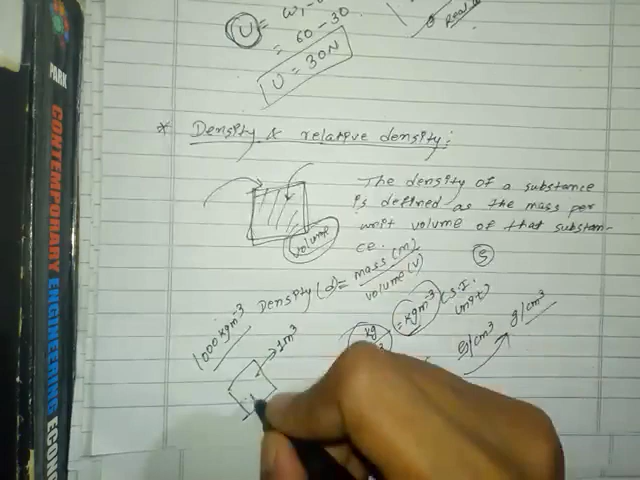 U = W₁-
= 60 - 30
U = 30N
Real
* Density & relative density:
The density of a substance
is defined as the mass per
unit volume of that substan-
ce.
volume
Density (d) = mass (m) / volume (v)
1000 kgm⁻³
= kgm⁻³ (S.I. unit)
kg
1m³
g/cm³
g/cm³
PARK
CONTEMPORARY ENGINEERING ECONO